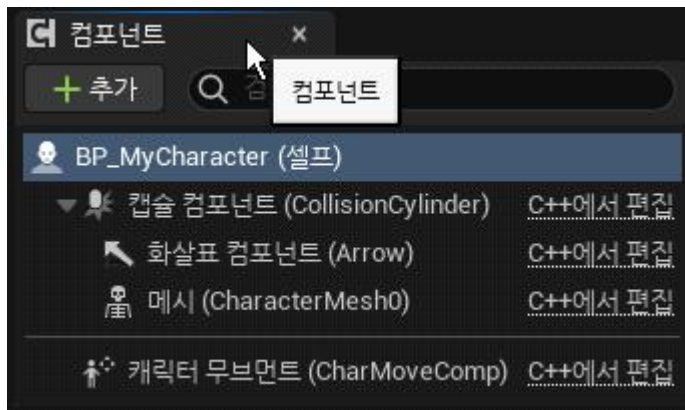 컴포넌트
추가
컴포넌트
BP_MyCharacter (셀프)
캡슐 컴포넌트 (CollisionCylinder) C++에서 편집
화살표 컴포넌트 (Arrow) C++에서 편집
메시 (CharacterMesh0) C++에서 편집
캐릭터 무브먼트 (CharMoveComp) C++에서 편집